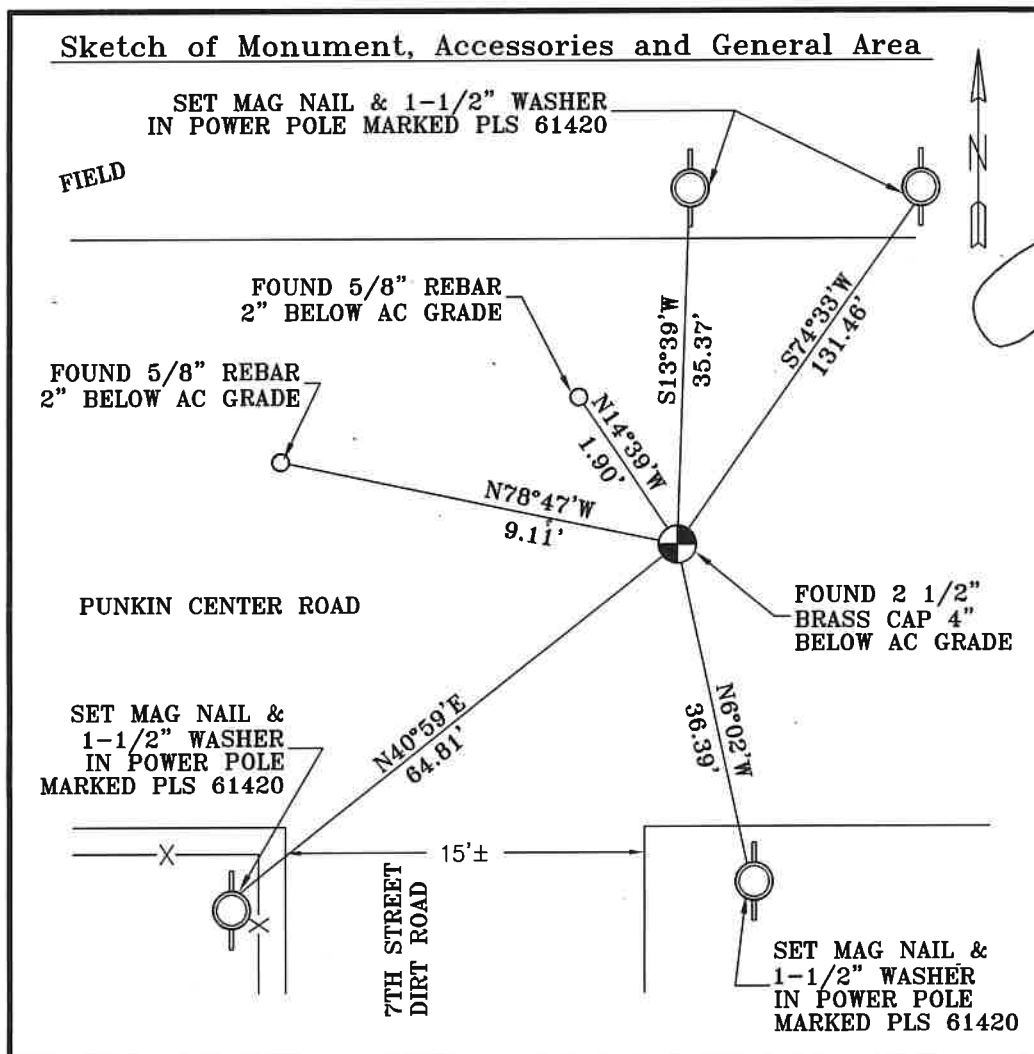 Sketch of Monument, Accessories and General Area
SET MAG NAIL & 1-1/2" WASHER
IN POWER POLE MARKED PLS 61420
N
FIELD
FOUND 5/8" REBAR
2" BELOW AC GRADE
S13°39'W
35.37'
S74°33'W
131.46'
FOUND 5/8" REBAR
2" BELOW AC GRADE
N14°39'W
1.90'
N78°47'W
9.11'
PUNKIN CENTER ROAD
FOUND 2 1/2"
BRASS CAP 4"
BELOW AC GRADE
SET MAG NAIL &
1-1/2" WASHER
IN POWER POLE
MARKED PLS 61420
N40°59'E
64.81'
N6°02'W
36.39'
X
15'±
X
7TH STREET
DIRT ROAD
SET MAG NAIL &
1-1/2" WASHER
IN POWER POLE
MARKED PLS 61420